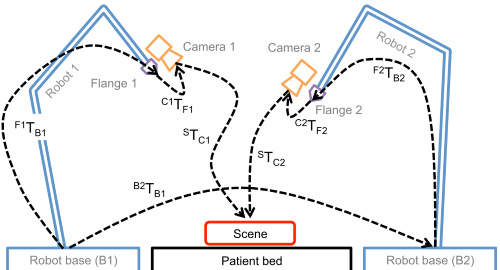 Camera 1
Camera 2
Robot 1
Robot 2
Flange 1
Flange 2
F1TB1
C1TF1
STC1
F2TB2
C2TF2
STC2
B2TB1
Scene
Robot base (B1)
Patient bed
Robot base (B2)